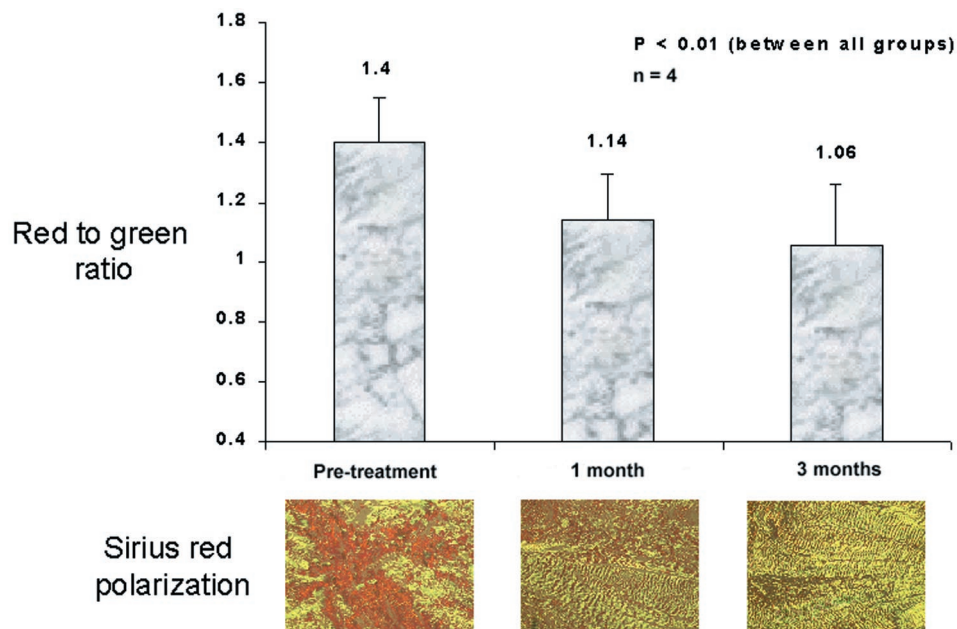 1.8
1.6
1.4
1.2
1
0.8
0.6
0.4
Red to green
ratio
P < 0.01 (between all groups)
n = 4
1.4
1.14
1.06
Pre-treatment
1 month
3 months
Sirius red
polarization